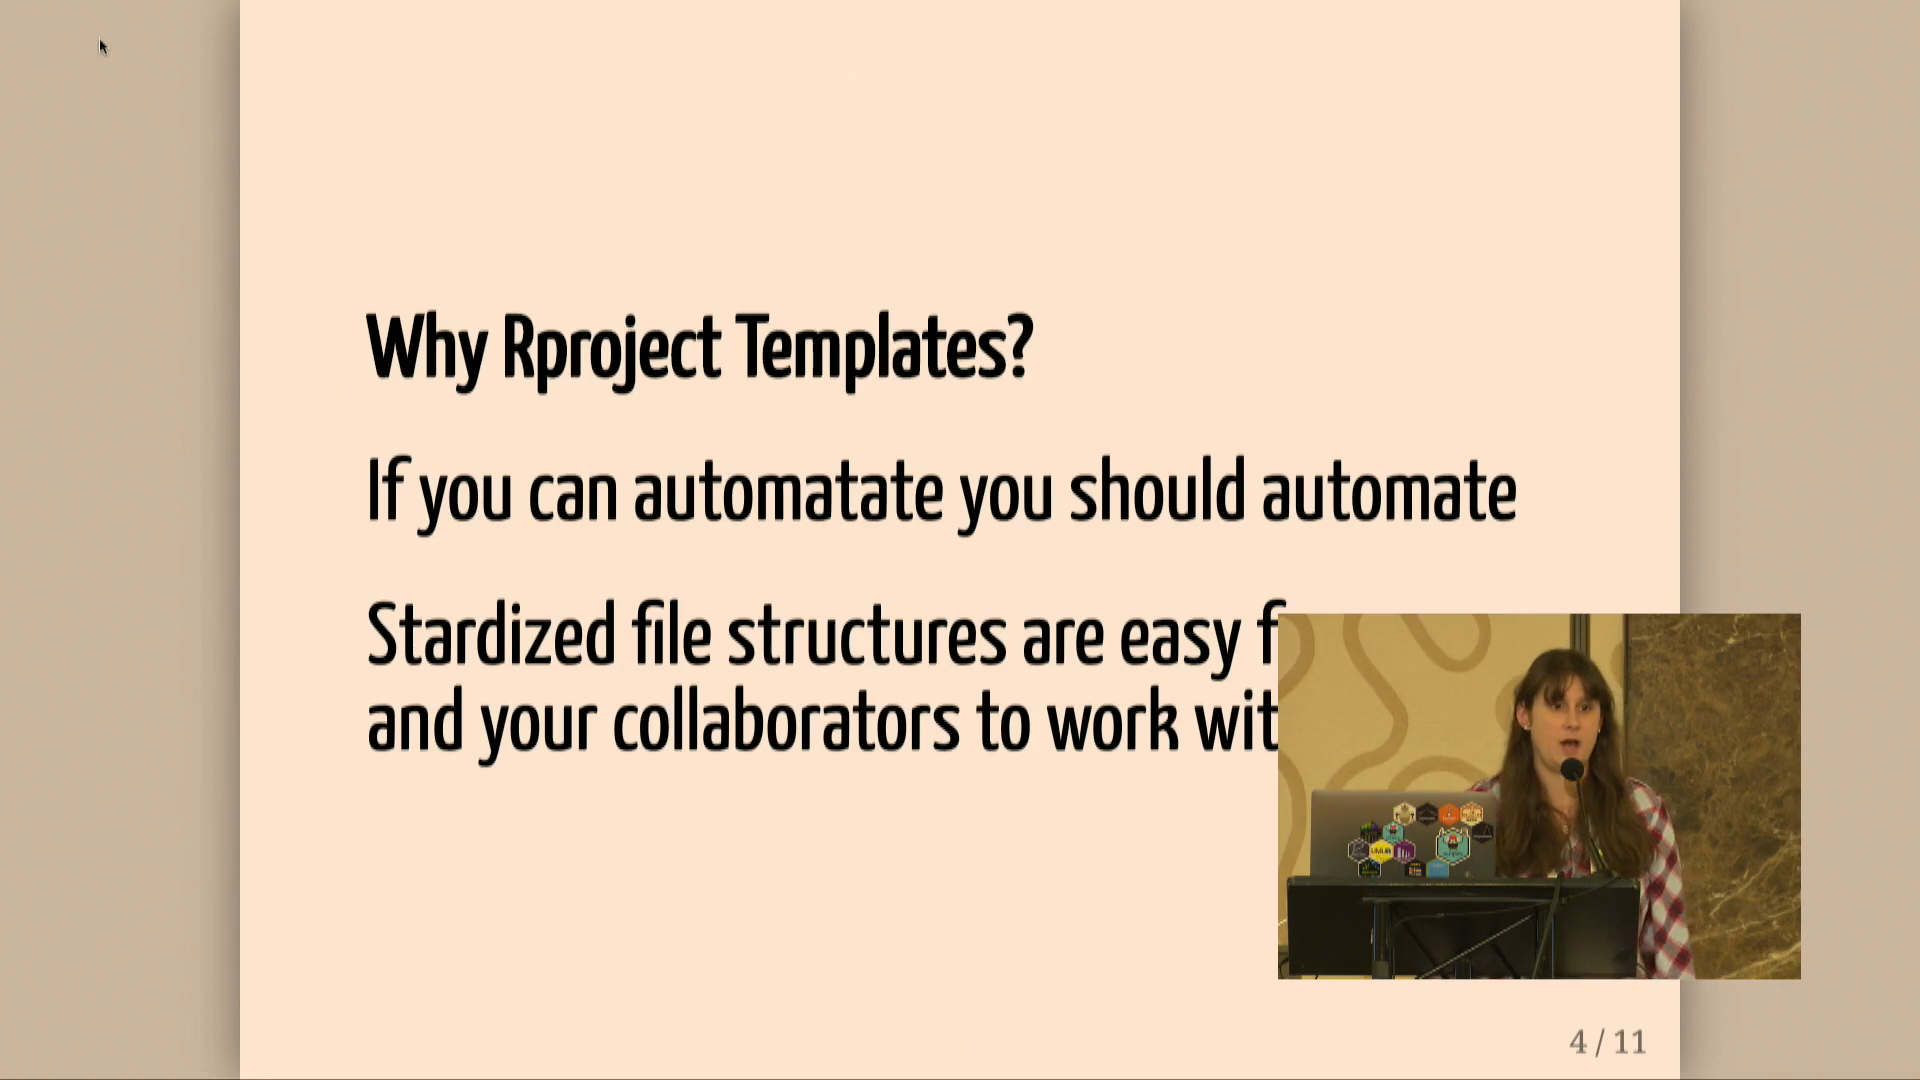 Why Rproject Templates?
If you can automatate you should automate
Stardized file structures are easy f
and your collaborators to work wit
4 / 11